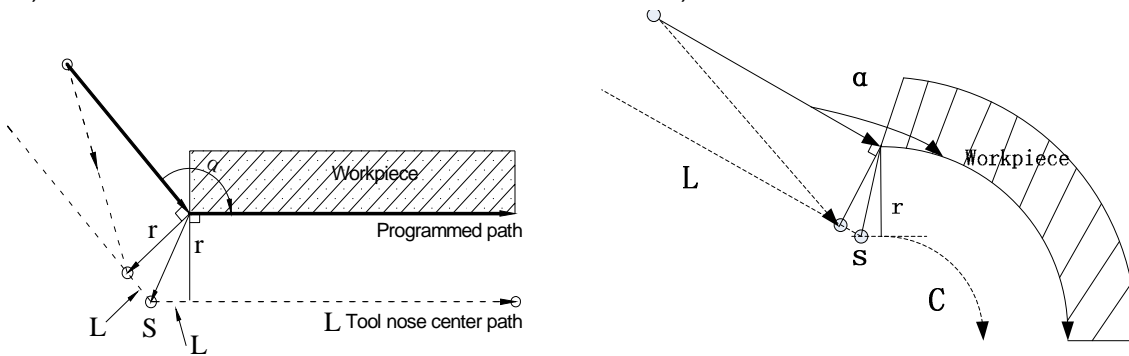 α
Workpiece
r
r
Programmed path
L
S
L
L Tool nose center path
α
Workpiece
L
r
s
C